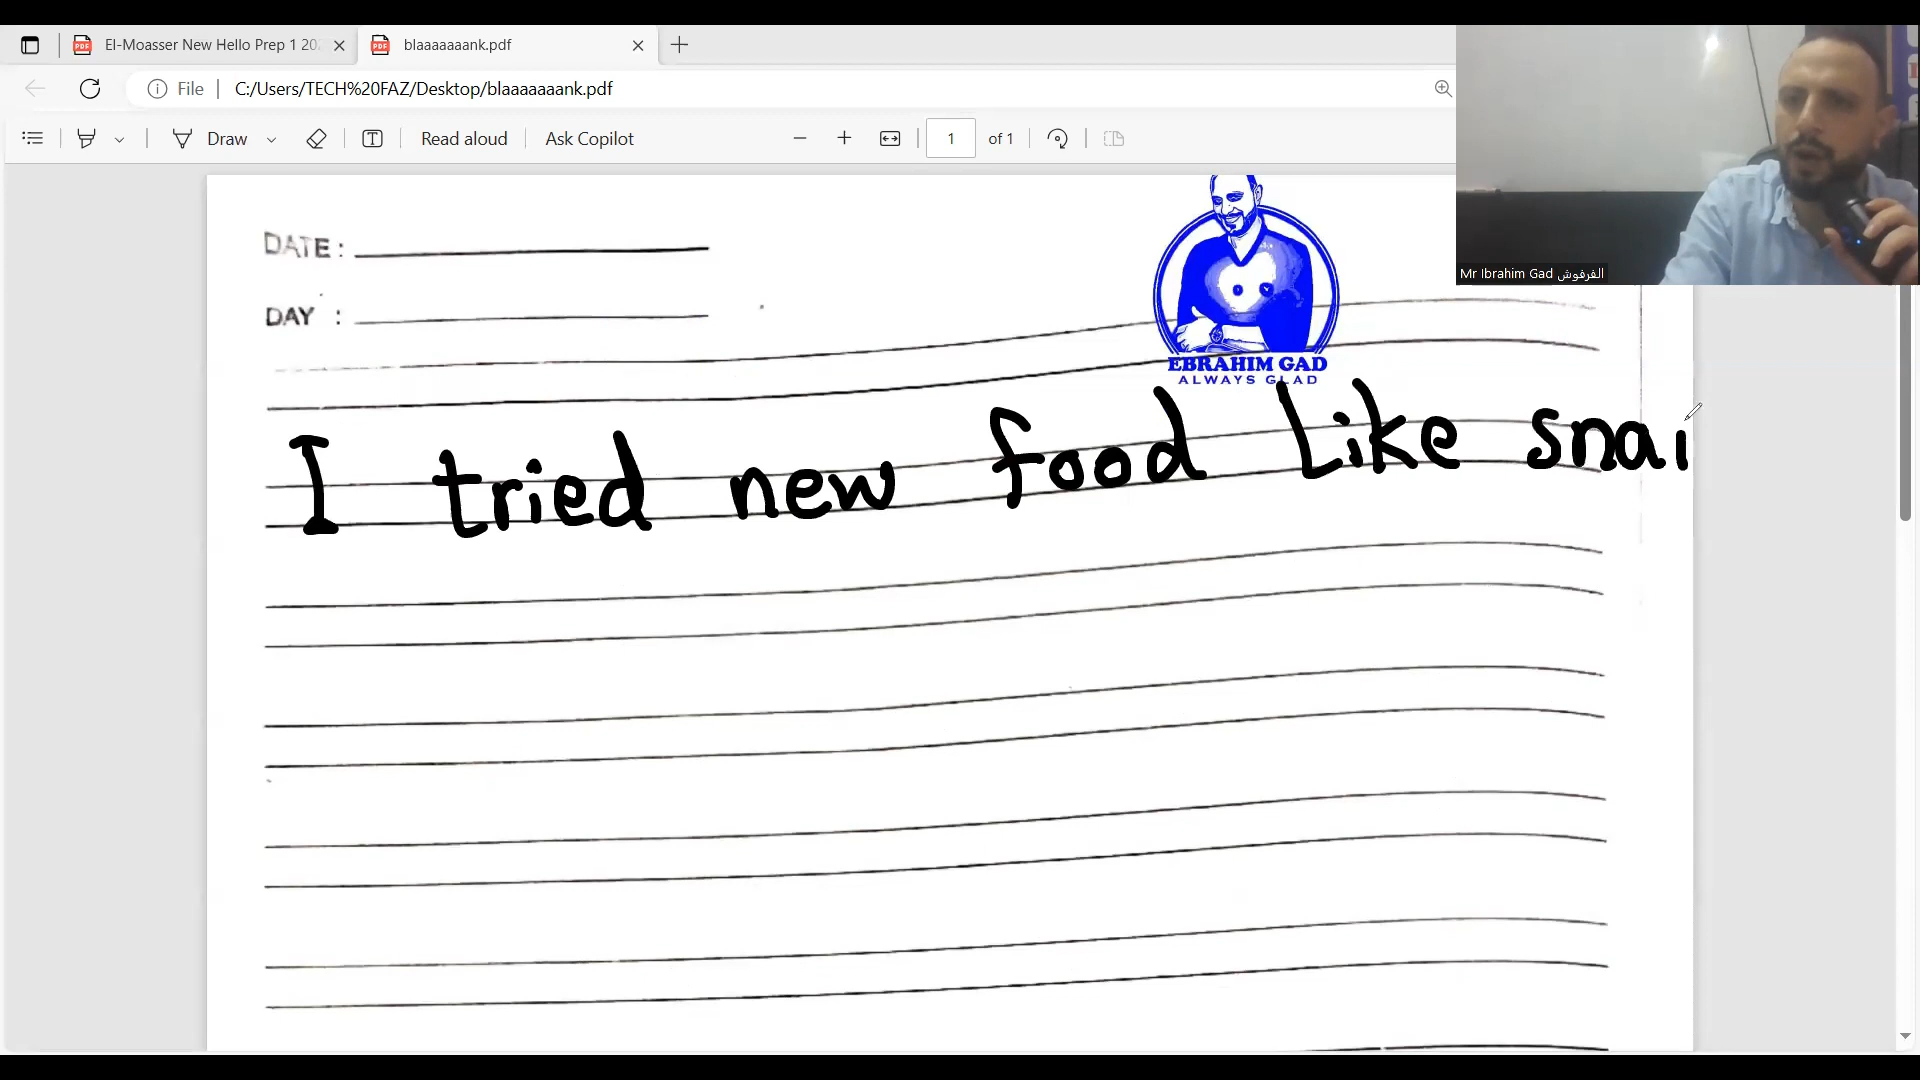 El-Moasser New Hello Prep 1 202
blaaaaaaank.pdf
File
C:/Users/TECH%20FAZ/Desktop/blaaaaaaank.pdf
Draw
Read aloud
Ask Copilot
1 of 1
Mr Ibrahim Gad الفرفوش
DATE :
DAY :
EBRAHIM GAD
ALWAYS GLAD
I tried new food Like snai